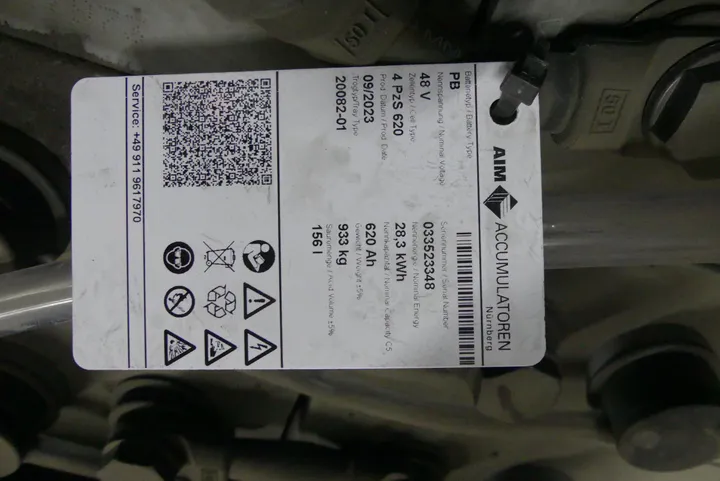 AIM ACCUMULATOREN
Nürnberg
Batterietyp / Battery Type
PB
Seriennummer / Serial Number
033523348
Nennspannung / Nominal Voltage
48 V
Nennenergie / Nominal Energy
28,3 kWh
Zellentyp / Cell Type
4 PzS 620
Nennkapazität / Nominal Capacity C5
620 Ah
Prod. Datum / Prod. Date
09/2023
Gewicht / Weight ±5%
933 kg
Trogtyp/Tray Type
20082-01
Säuremenge / Acid Volume ±5%
156 l
Service: +49 911 9617970
50 L
50 L